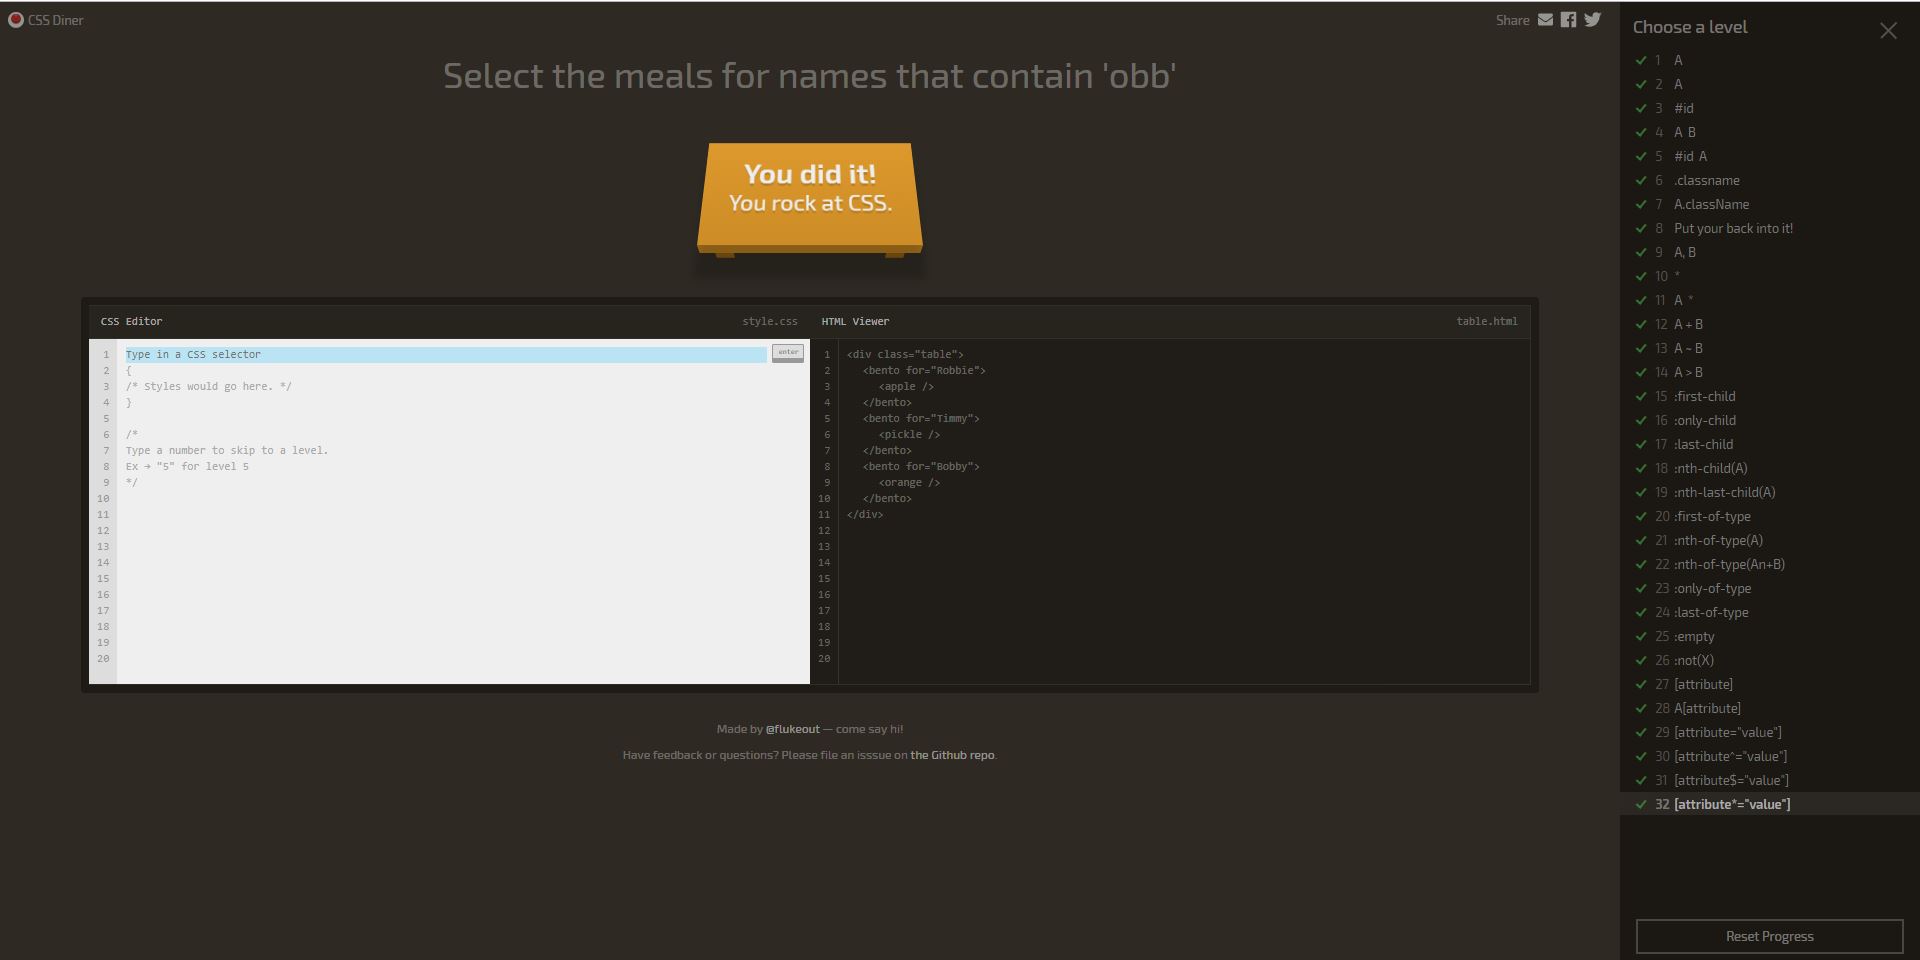 CSS Diner
Share
Select the meals for names that contain 'obb'
You did it!
You rock at CSS.
CSS Editor
style.css
enter
1 Type in a CSS selector
2 {
3 /* Styles would go here. */
4 }
5
6 /*
7 Type a number to skip to a level.
8 Ex → "5" for level 5
9 */
10
11
12
13
14
15
16
17
18
19
20
HTML Viewer
table.html
1 <div class="table">
2 <bento for="Robbie">
3 <apple />
4 </bento>
5 <bento for="Timmy">
6 <pickle />
7 </bento>
8 <bento for="Bobby">
9 <orange />
10 </bento>
11 </div>
12
13
14
15
16
17
18
19
20
Made by @flukeout — come say hi!
Have feedback or questions? Please file an isssue on the Github repo.
Choose a level
1 A
2 A
3 #id
4 A B
5 #id A
6 .classname
7 A.className
8 Put your back into it!
9 A, B
10 *
11 A *
12 A + B
13 A ~ B
14 A > B
15 :first-child
16 :only-child
17 :last-child
18 :nth-child(A)
19 :nth-last-child(A)
20 :first-of-type
21 :nth-of-type(A)
22 :nth-of-type(An+B)
23 :only-of-type
24 :last-of-type
25 :empty
26 :not(X)
27 [attribute]
28 A[attribute]
29 [attribute="value"]
30 [attribute^="value"]
31 [attribute$="value"]
32 [attribute*="value"]
Reset Progress